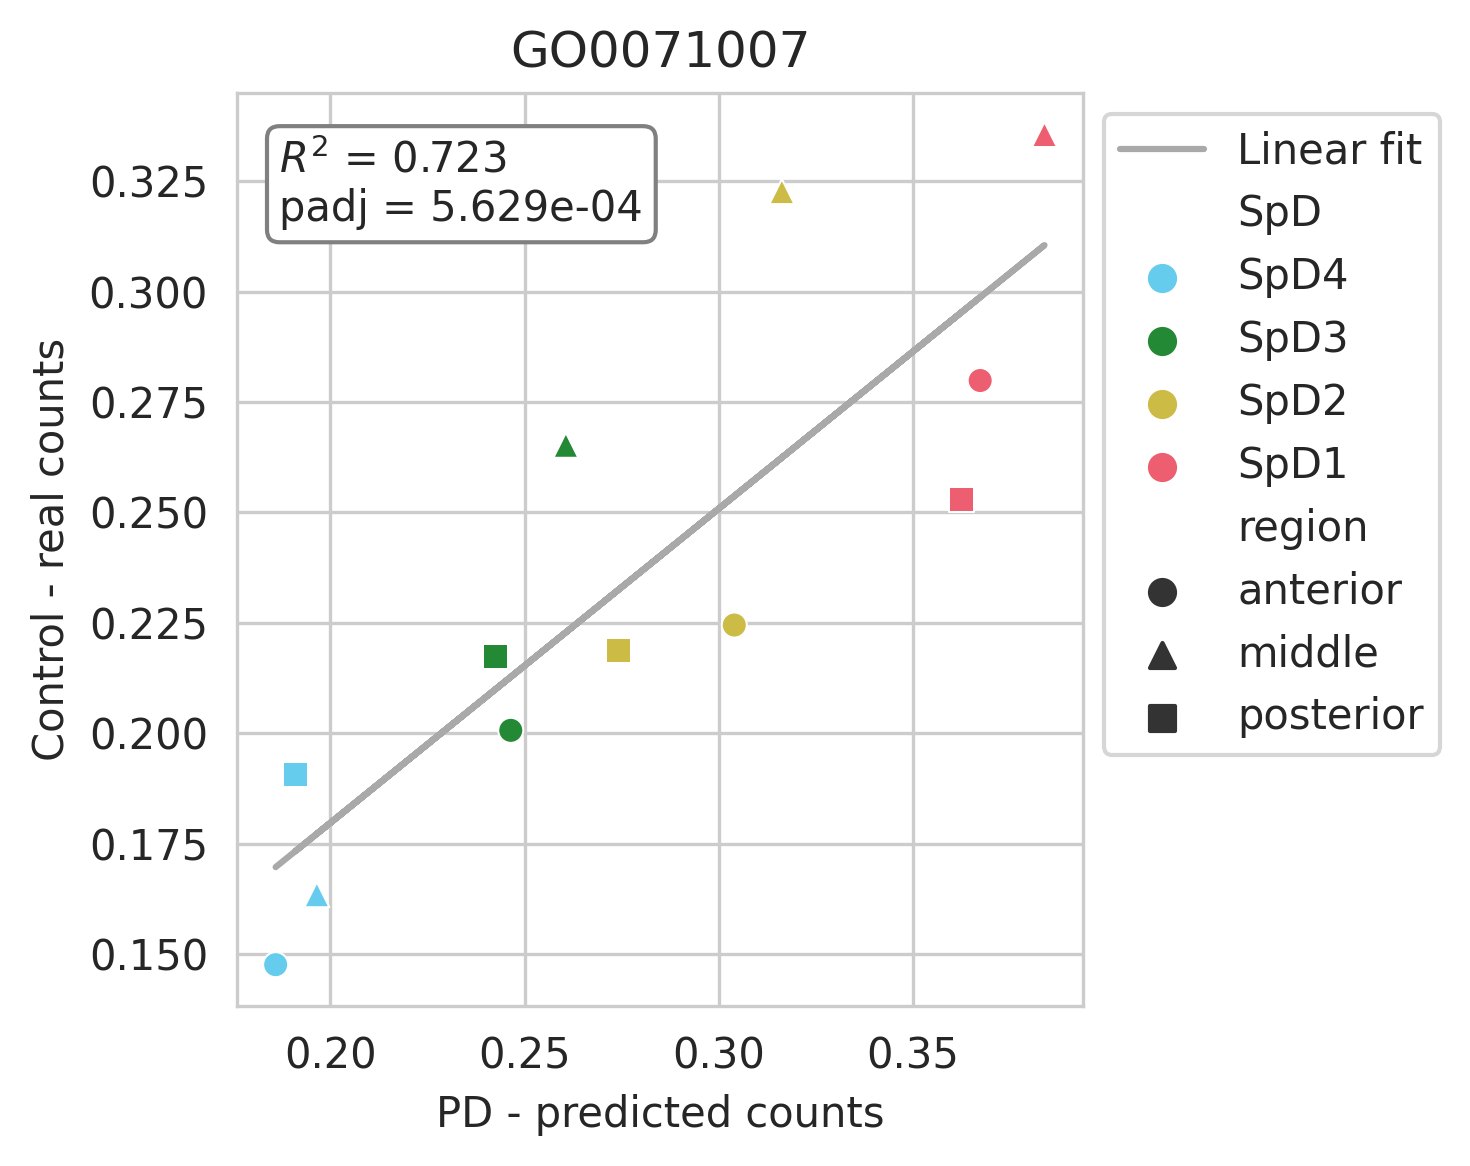 GO0071007
R² = 0.723
padj = 5.629e-04
Control - real counts
0.325
0.300
0.275
0.250
0.225
0.200
0.175
0.150
0.20 0.25 0.30 0.35
PD - predicted counts
Linear fit
SpD
SpD4
SpD3
SpD2
SpD1
region
anterior
middle
posterior